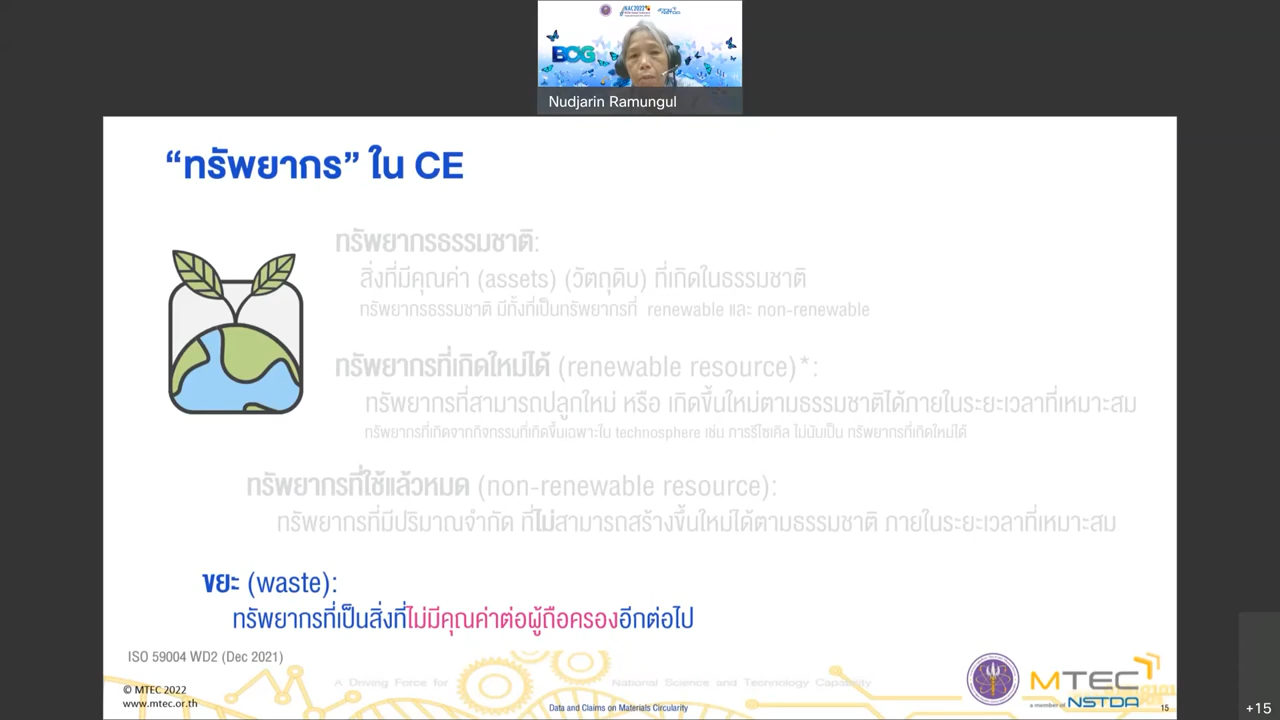 NAC2022
BCG
Nudjarin Ramungul
“ทรัพยากร” ใน CE
ทรัพยากรธรรมชาติ:
สิ่งที่มีคุณค่า (assets) (วัตถุดิบ) ที่เกิดในธรรมชาติ
ทรัพยากรธรรมชาติ มีทั้งที่เป็นทรัพยากรที่ renewable และ non-renewable
ทรัพยากรที่เกิดใหม่ได้ (renewable resource)*:
ทรัพยากรที่สามารถปลูกใหม่ หรือ เกิดขึ้นใหม่ตามธรรมชาติได้ภายในระยะเวลาที่เหมาะสม
ทรัพยากรที่เกิดจากกิจกรรมที่เกิดขึ้นเฉพาะใน technosphere เช่น การรีไซเคิล ไม่นับเป็น ทรัพยากรที่เกิดใหม่ได้
ทรัพยากรที่ใช้แล้วหมด (non-renewable resource):
ทรัพยากรที่มีปริมาณจำกัด ที่ไม่สามารถสร้างขึ้นใหม่ได้ตามธรรมชาติ ภายในระยะเวลาที่เหมาะสม
ขยะ (waste):
ทรัพยากรที่เป็นสิ่งที่ไม่มีคุณค่าต่อผู้ถือครองอีกต่อไป
ISO 59004 WD2 (Dec 2021)
A Driving Force for National Science and Technology Capability
© MTEC 2022
www.mtec.or.th
Data and Claims on Materials Circularity
MTEC
a member of NSTDA
15
+15